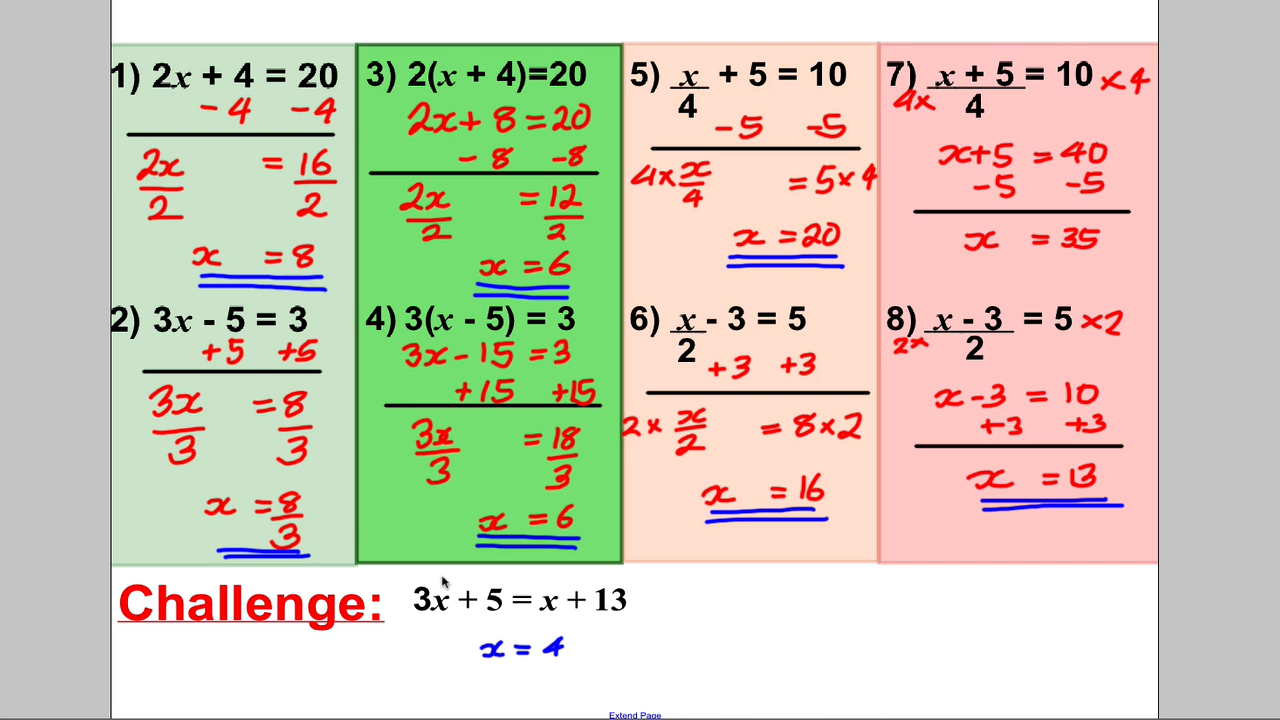 1) 2x + 4 = 20
- 4 - 4
2x/2 = 16/2
x = 8
2) 3x - 5 = 3
+5 +5
3x/3 = 8/3
x = 8/3
3) 2(x + 4)=20
2x + 8 = 20
- 8 -8
2x/2 = 12/2
x = 6
4) 3(x - 5) = 3
3x - 15 = 3
+15 +15
3x/3 = 18/3
x = 6
5) x/4 + 5 = 10
-5 -5
4 × x/4 = 5 × 4
x = 20
6) x/2 - 3 = 5
+3 +3
2 × x/2 = 8 × 2
x = 16
7) x + 5/4 = 10 × 4
4×
x+5 = 40
-5 -5
x = 35
8) x - 3/2 = 5 ×2
2×
x - 3 = 10
+3 +3
x = 13
Challenge: 3x + 5 = x + 13
x = 4
Extend Page